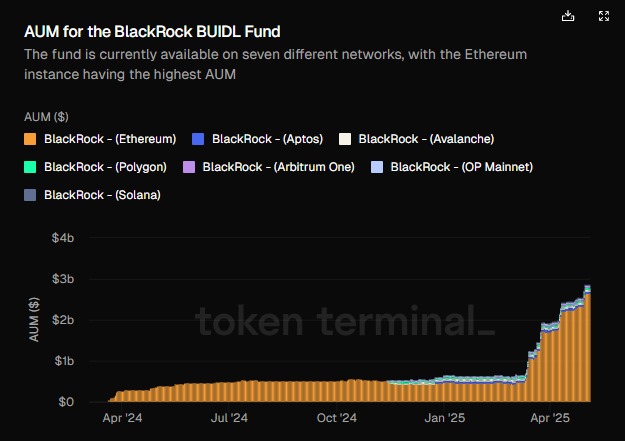 AUM for the BlackRock BUIDL Fund
The fund is currently available on seven different networks, with the Ethereum
instance having the highest AUM
AUM ($)
BlackRock - (Ethereum) BlackRock - (Aptos) BlackRock - (Avalanche)
BlackRock - (Polygon) BlackRock - (Arbitrum One) BlackRock - (OP Mainnet)
BlackRock - (Solana)
$4b
$3b
$2b
$1b
$0
AUM ($)
token terminal_
Apr '24 Jul '24 Oct '24 Jan '25 Apr '25